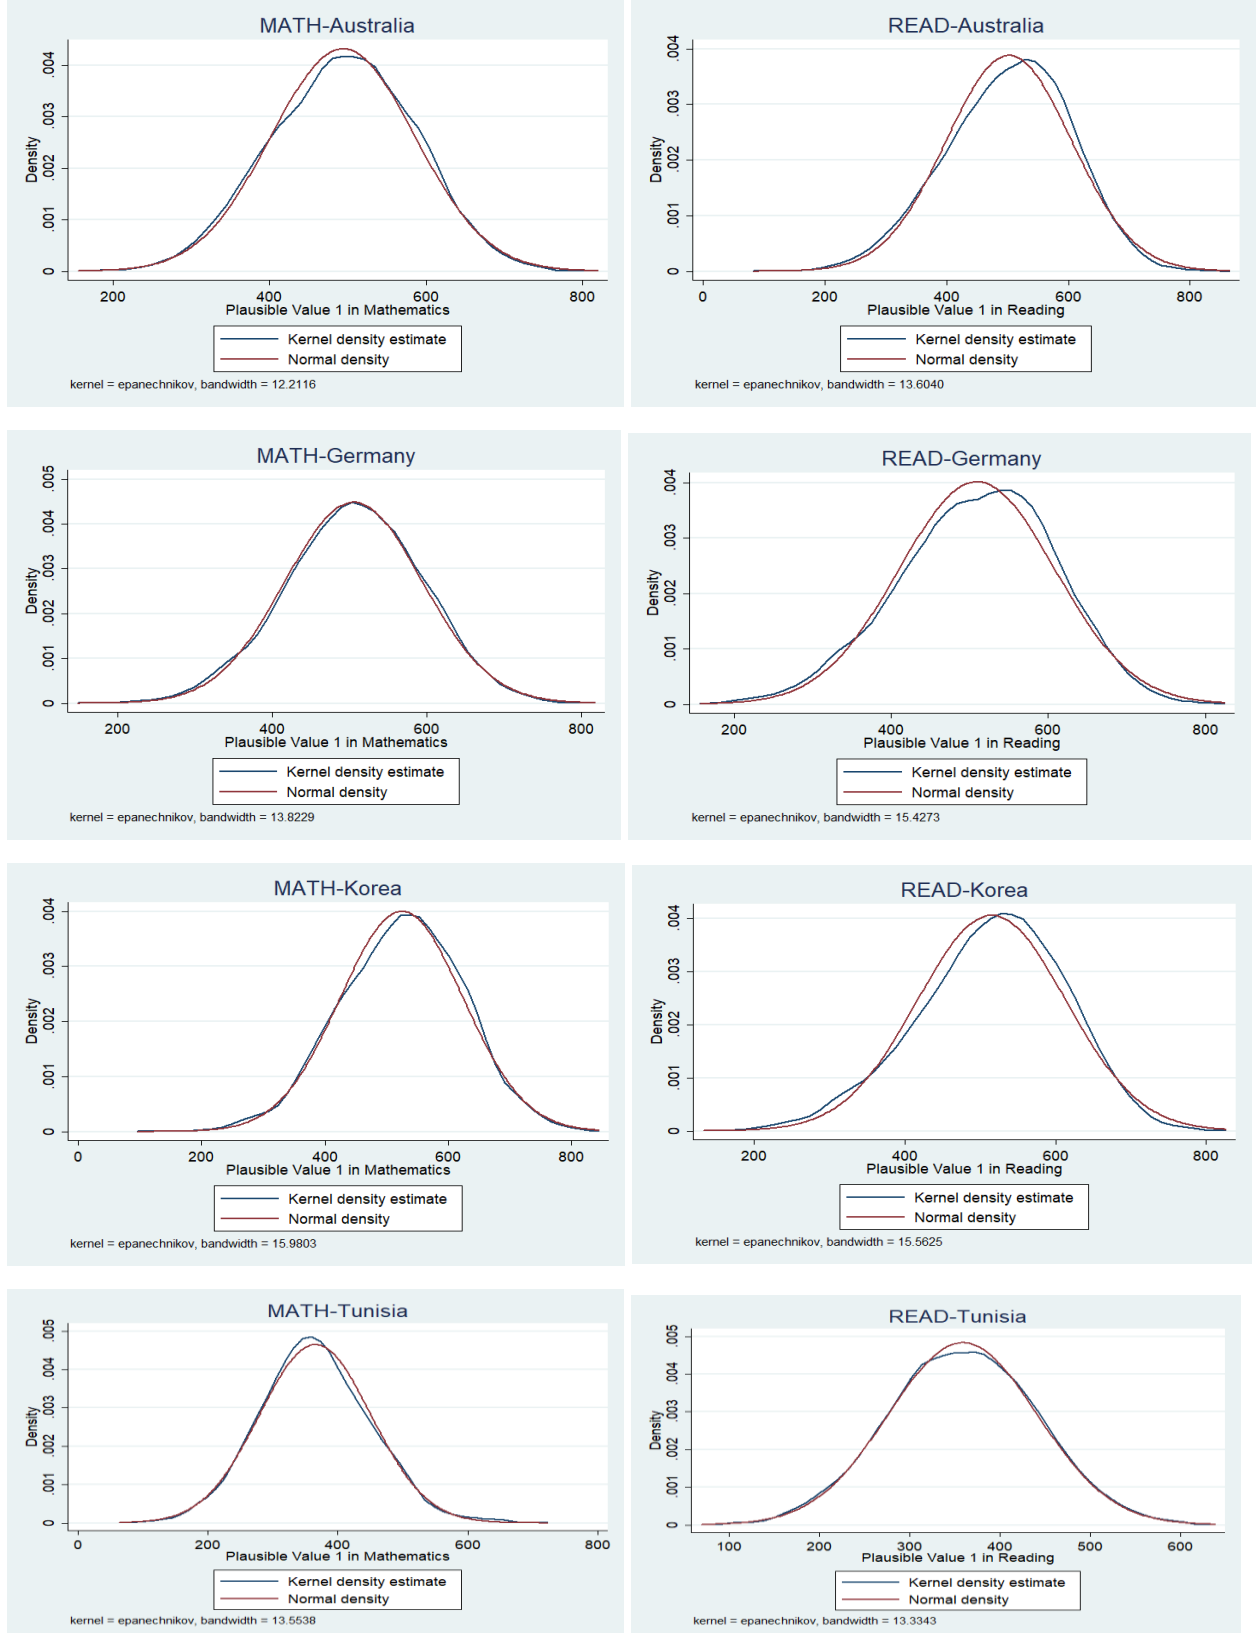 MATH-Australia
Density
.004
.003
.002
.001
0
200 400 600 800
Plausible Value 1 in Mathematics
Kernel density estimate
Normal density
kernel = epanechnikov, bandwidth = 12.2116
READ-Australia
Density
.004
.003
.002
.001
0
0 200 400 600 800
Plausible Value 1 in Reading
Kernel density estimate
Normal density
kernel = epanechnikov, bandwidth = 13.6040
MATH-Germany
Density
.005
.004
.003
.002
.001
0
200 400 600 800
Plausible Value 1 in Mathematics
Kernel density estimate
Normal density
kernel = epanechnikov, bandwidth = 13.8229
READ-Germany
Density
.004
.003
.002
.001
0
200 400 600 800
Plausible Value 1 in Reading
Kernel density estimate
Normal density
kernel = epanechnikov, bandwidth = 15.4273
MATH-Korea
Density
.004
.003
.002
.001
0
0 200 400 600 800
Plausible Value 1 in Mathematics
Kernel density estimate
Normal density
kernel = epanechnikov, bandwidth = 15.9803
READ-Korea
Density
.004
.003
.002
.001
0
200 400 600 800
Plausible Value 1 in Reading
Kernel density estimate
Normal density
kernel = epanechnikov, bandwidth = 15.5625
MATH-Tunisia
Density
.005
.004
.003
.002
.001
0
0 200 400 600 800
Plausible Value 1 in Mathematics
Kernel density estimate
Normal density
kernel = epanechnikov, bandwidth = 13.5538
READ-Tunisia
Density
.005
.004
.003
.002
.001
0
100 200 300 400 500 600
Plausible Value 1 in Reading
Kernel density estimate
Normal density
kernel = epanechnikov, bandwidth = 13.3343